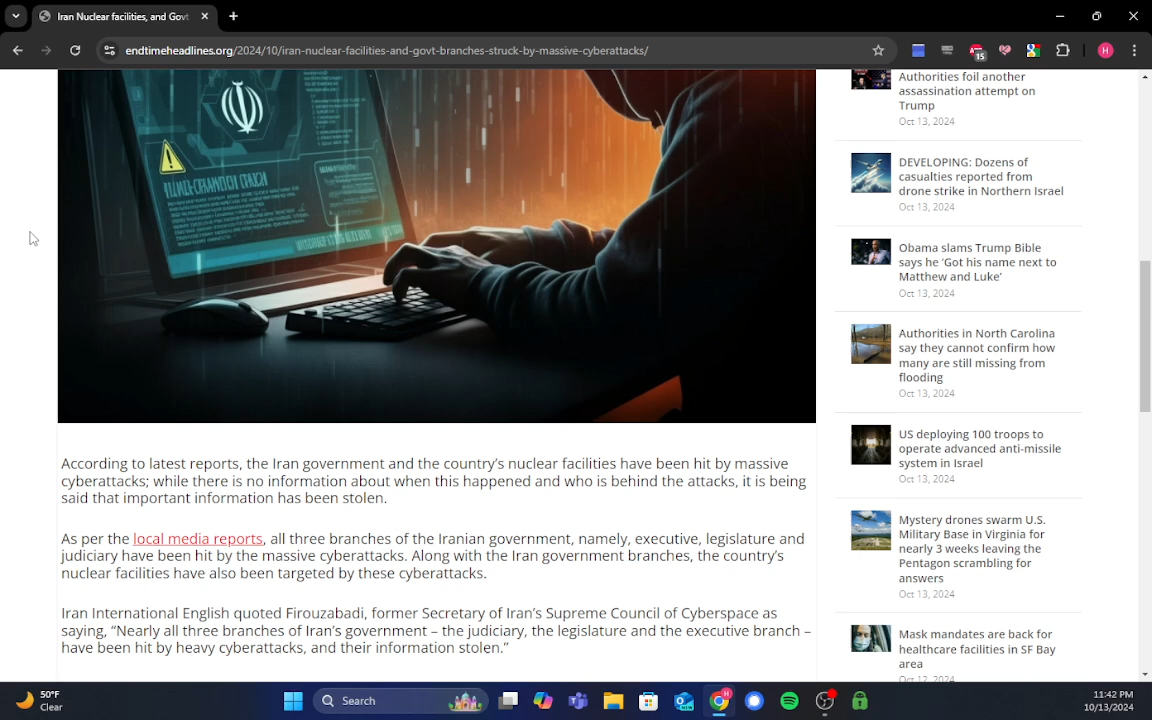 Iran Nuclear facilities, and Govt
endtimeheadlines.org/2024/10/iran-nuclear-facilities-and-govt-branches-struck-by-massive-cyberattacks/
15
H
Authorities foil another
assassination attempt on
Trump
Oct 13, 2024
DEVELOPING: Dozens of
casualties reported from
drone strike in Northern Israel
Oct 13, 2024
Obama slams Trump Bible
says he ‘Got his name next to
Matthew and Luke’
Oct 13, 2024
Authorities in North Carolina
say they cannot confirm how
many are still missing from
flooding
Oct 13, 2024
US deploying 100 troops to
operate advanced anti-missile
system in Israel
Oct 13, 2024
Mystery drones swarm U.S.
Military Base in Virginia for
nearly 3 weeks leaving the
Pentagon scrambling for
answers
Oct 13, 2024
Mask mandates are back for
healthcare facilities in SF Bay
area
Oct 12, 2024
According to latest reports, the Iran government and the country’s nuclear facilities have been hit by massive
cyberattacks; while there is no information about when this happened and who is behind the attacks, it is being
said that important information has been stolen.
As per the local media reports, all three branches of the Iranian government, namely, executive, legislature and
judiciary have been hit by the massive cyberattacks. Along with the Iran government branches, the country’s
nuclear facilities have also been targeted by these cyberattacks.
Iran International English quoted Firouzabadi, former Secretary of Iran’s Supreme Council of Cyberspace as
saying, “Nearly all three branches of Iran’s government – the judiciary, the legislature and the executive branch –
have been hit by heavy cyberattacks, and their information stolen.”
50°F
Clear
Search
11:42 PM
10/13/2024